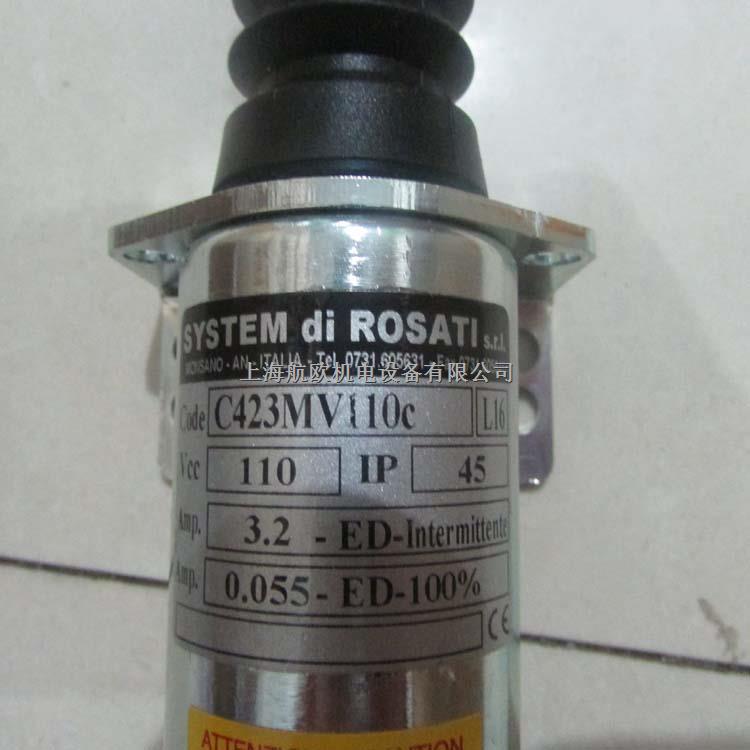 SYSTEM di ROSATI s.r.l.
MONSANO - AN - ITALIA - Tel. 0731.605631 - Fax
上海航欧机电设备有限公司
Code C423MV110c L16
Vcc 110 IP 45
Amp. 3.2 - ED-Intermittente
Amp. 0.055 - ED-100%
CE